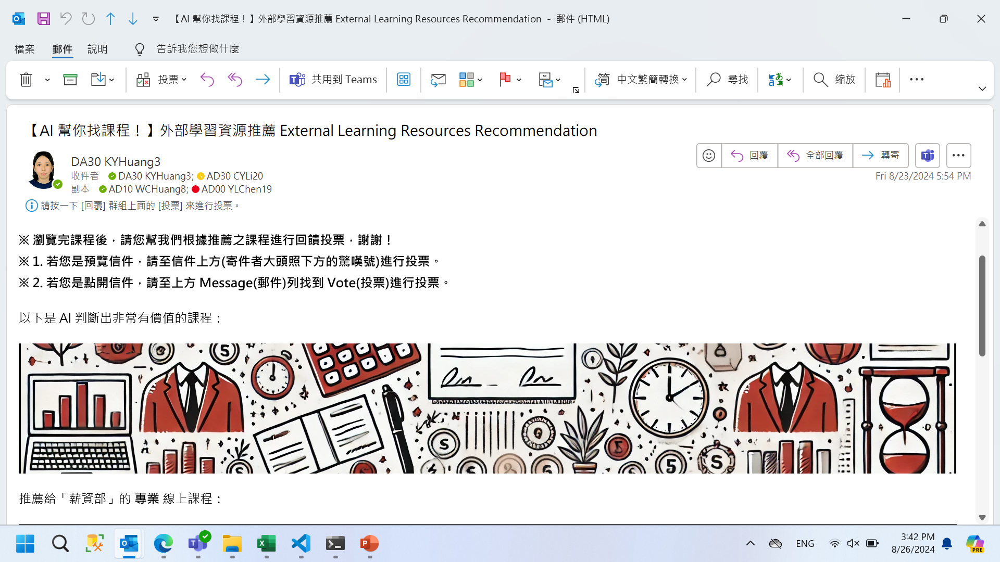 【AI 幫你找課程！】外部學習資源推薦 External Learning Resources Recommendation - 郵件 (HTML)
檔案 郵件 說明 告訴我您想做什麼
投票 共用到 Teams 中文繁簡轉換 尋找 縮放
【AI 幫你找課程！】外部學習資源推薦 External Learning Resources Recommendation
DA30 KYHuang3
回覆 全部回覆 轉寄
收件者 DA30 KYHuang3; AD30 CYLi20
Fri 8/23/2024 5:54 PM
副本 AD10 WCHuang8; AD00 YLChen19
請按一下 [回覆] 群組上面的 [投票] 來進行投票。
※ 瀏覽完課程後，請您幫我們根據推薦之課程進行回饋投票，謝謝！
※ 1. 若您是預覽信件，請至信件上方(寄件者大頭照下方的驚嘆號)進行投票。
※ 2. 若您是點開信件，請至上方 Message(郵件)列找到 Vote(投票)進行投票。
以下是 AI 判斷出非常有價值的課程：
推薦給「薪資部」的 專業 線上課程：
ENG
3:42 PM
8/26/2024
PRE